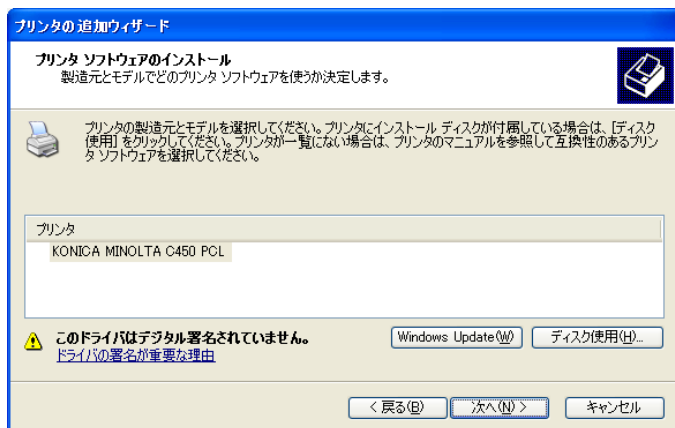 プリンタの追加ウィザード
プリンタ ソフトウェアのインストール
製造元とモデルでどのプリンタ ソフトウェアを使うか決定します。
プリンタの製造元とモデルを選択してください。プリンタにインストール ディスクが付属している場合は、[ディスク
使用] をクリックしてください。プリンタが一覧にない場合は、プリンタのマニュアルを参照して互換性のあるプリン
タ ソフトウェアを選択してください。
プリンタ
KONICA MINOLTA C450 PCL
このドライバはデジタル署名されていません。
ドライバの署名が重要な理由
Windows Update(W)
ディスク使用(H)...
< 戻る(B)
次へ(N) >
キャンセル